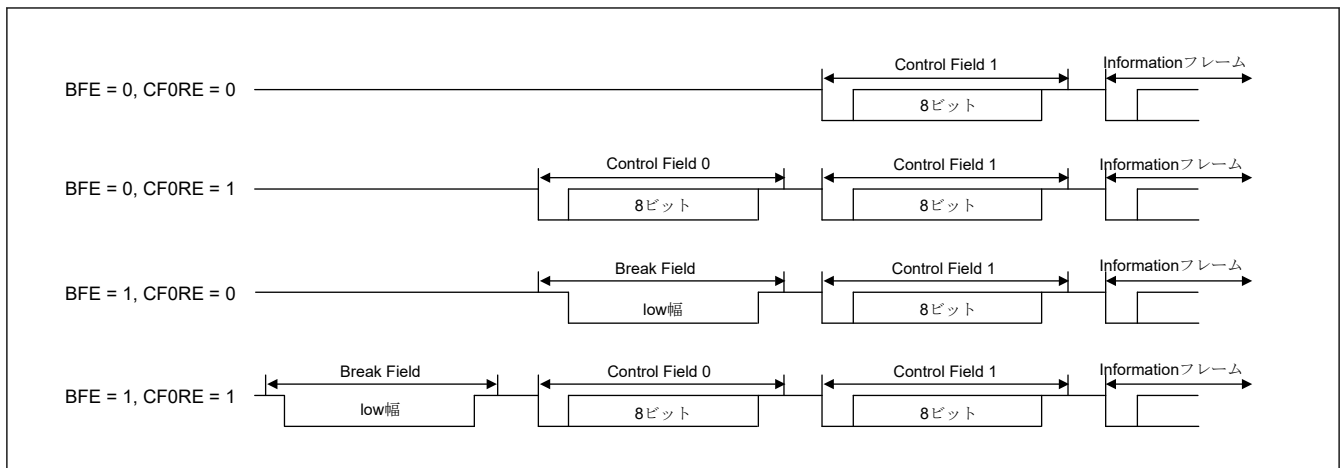 Control Field 1
Informationフレーム
BFE = 0, CF0RE = 0
8ビット
Control Field 0
Control Field 1
Informationフレーム
BFE = 0, CF0RE = 1
8ビット
8ビット
Break Field
Control Field 1
Informationフレーム
BFE = 1, CF0RE = 0
low幅
8ビット
Break Field
Control Field 0
Control Field 1
Informationフレーム
BFE = 1, CF0RE = 1
low幅
8ビット
8ビット